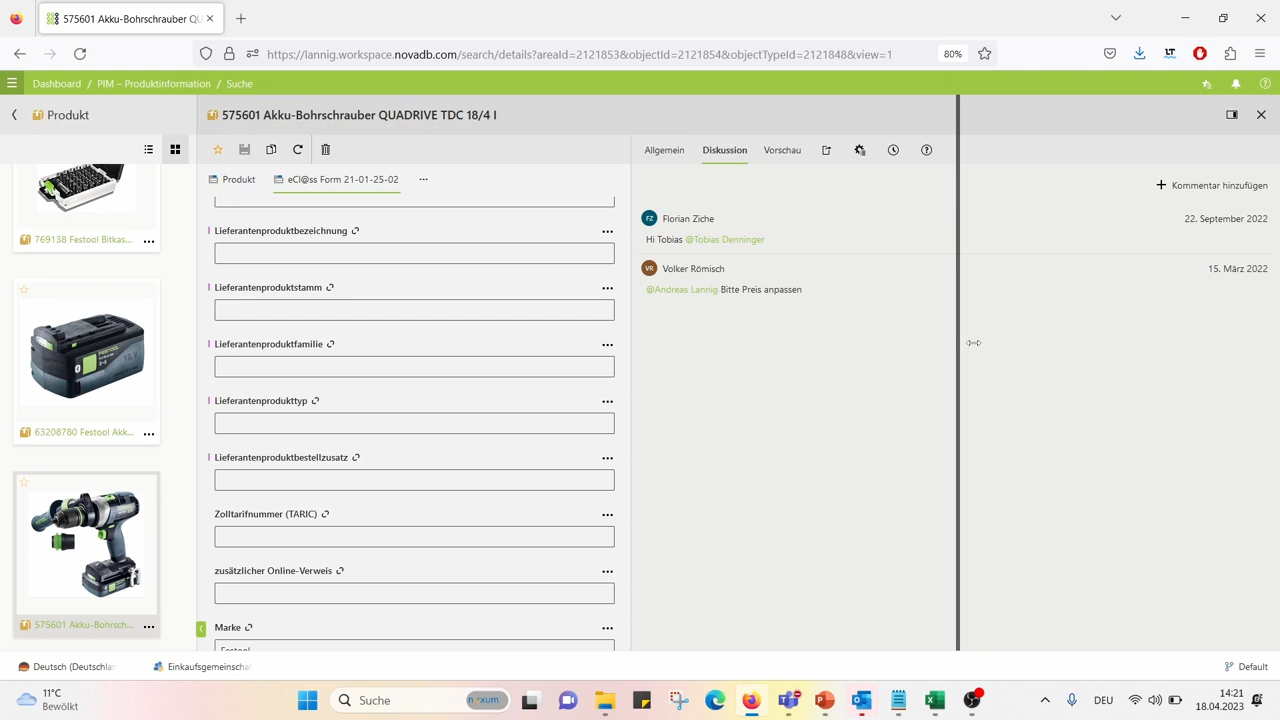 575601 Akku-Bohrschrauber QU
https://lannig.workspace.novadb.com/search/details?areaId=2121853&objectId=2121854&objectTypeId=2121848&view=1
80%
Dashboard / PIM – Produktinformation / Suche
Produkt
575601 Akku-Bohrschrauber QUADRIVE TDC 18/4 I
Allgemein Diskussion Vorschau
Produkt eCl@ss Form 21-01-25-02
Kommentar hinzufügen
FZ Florian Ziche 22. September 2022
Hi Tobias @Tobias Denninger
VR Volker Römisch 15. März 2022
@Andreas Lannig Bitte Preis anpassen
769138 Festool Bitkas...
FESTOOL
63208780 Festool Akk...
575601 Akku-Bohrsch...
Lieferantenproduktbezeichnung
Lieferantenproduktstamm
Lieferantenproduktfamilie
Lieferantenprodukttyp
Lieferantenproduktbestellzusatz
Zolltarifnummer (TARIC)
zusätzlicher Online-Verweis
Marke
Festool
Deutsch (Deutschlan
Einkaufsgemeinscha
Default
11°C
Bewölkt
Suche
DEU
14:21
18.04.2023